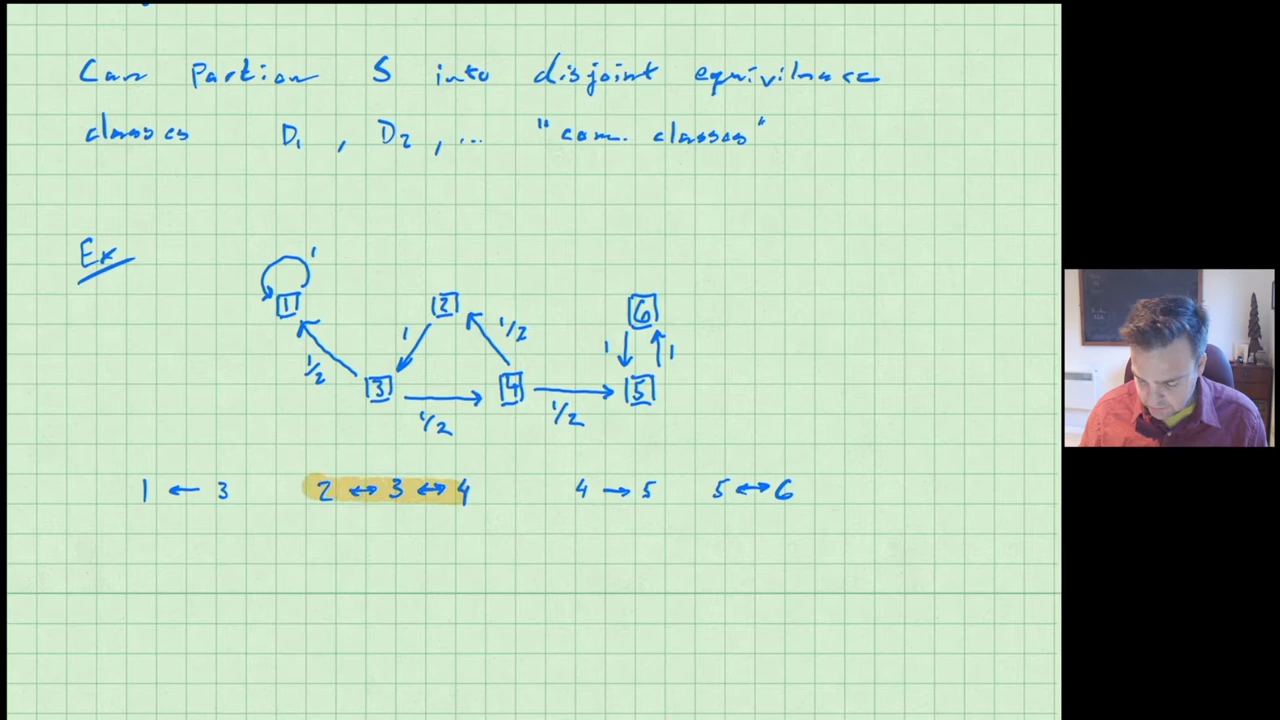 Can partion S into disjoint equivilnace
classes D₁, D₂, ... "com. classes"
Ex
1
1 2 6
1/2 1 1/2 1 1
3 4 5
1/2 1/2
1 ← 3 2 ↔ 3 ↔ 4 4 → 5 5 ↔ 6